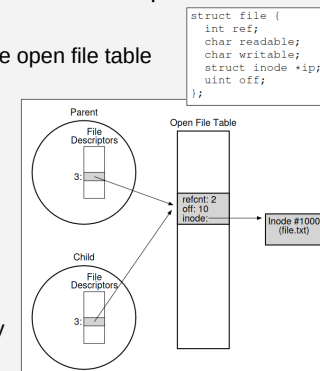 struct file {
int ref;
char readable;
char writable;
struct inode *ip;
uint off;
};
e open file table
Parent
File
Descriptors
3:
Open File Table
refcnt: 2
off: 10
inode:
Inode #1000
(file.txt)
Child
File
Descriptors
3: